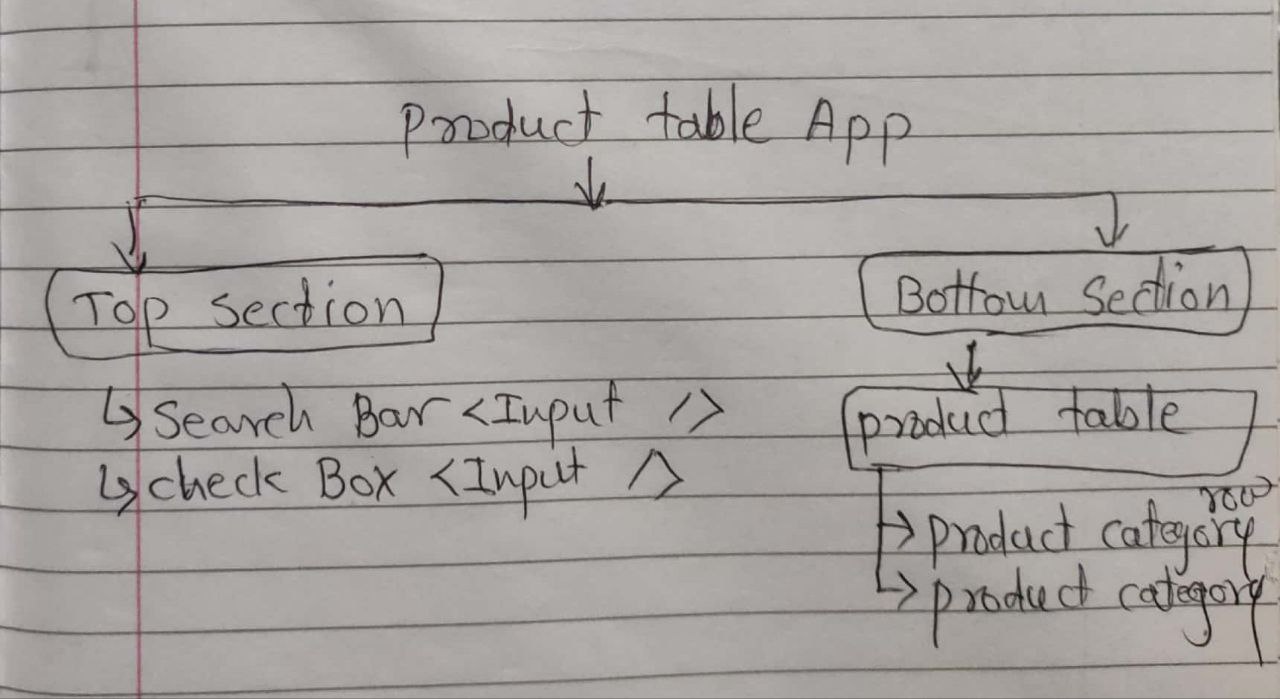 Product table App
Top section
Bottom Section
↳ Search Bar <Input />
↳ check Box <Input />
product table
→ product category row
→ product category